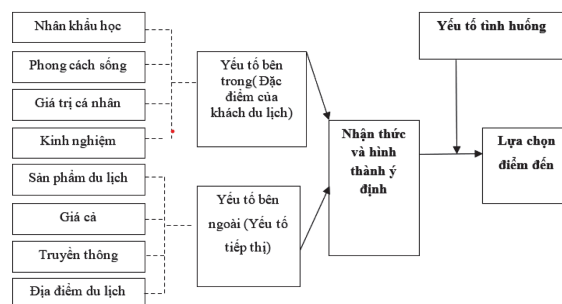 Nhân khẩu học
Phong cách sống
Giá trị cá nhân
Kinh nghiệm
Sản phẩm du lịch
Giá cả
Truyền thông
Địa điểm du lịch
Yếu tố bên
trong( Đặc
điểm của
khách du lịch)
Yếu tố bên
ngoài (Yếu tố
tiếp thị)
Nhận thức
và hình
thành ý
định
Yếu tố tình huống
Lựa chọn
điểm đến